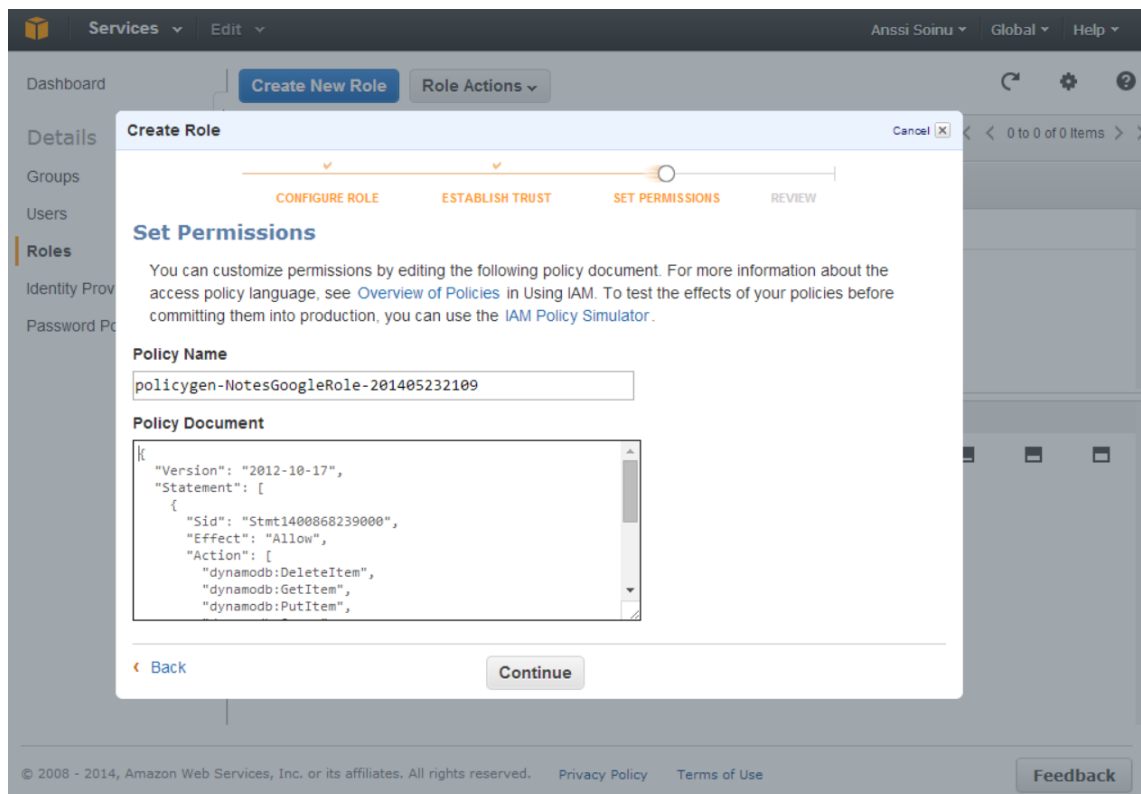 Services Edit Anssi Soinu Global Help
Dashboard
Create New Role Role Actions
Details
Create Role
Cancel
0 to 0 of 0 Items
Groups
Users
Roles
Identity Prov
Password Po
CONFIGURE ROLE ESTABLISH TRUST SET PERMISSIONS REVIEW
Set Permissions
You can customize permissions by editing the following policy document. For more information about the
access policy language, see Overview of Policies in Using IAM. To test the effects of your policies before
committing them into production, you can use the IAM Policy Simulator.
Policy Name
policygen-NotesGoogleRole-201405232109
Policy Document
{
"Version": "2012-10-17",
"Statement": [
{
"Sid": "Stmt1400868239000",
"Effect": "Allow",
"Action": [
"dynamodb:DeleteItem",
"dynamodb:GetItem",
"dynamodb:PutItem",
Back
Continue
© 2008 - 2014, Amazon Web Services, Inc. or its affiliates. All rights reserved. Privacy Policy Terms of Use
Feedback